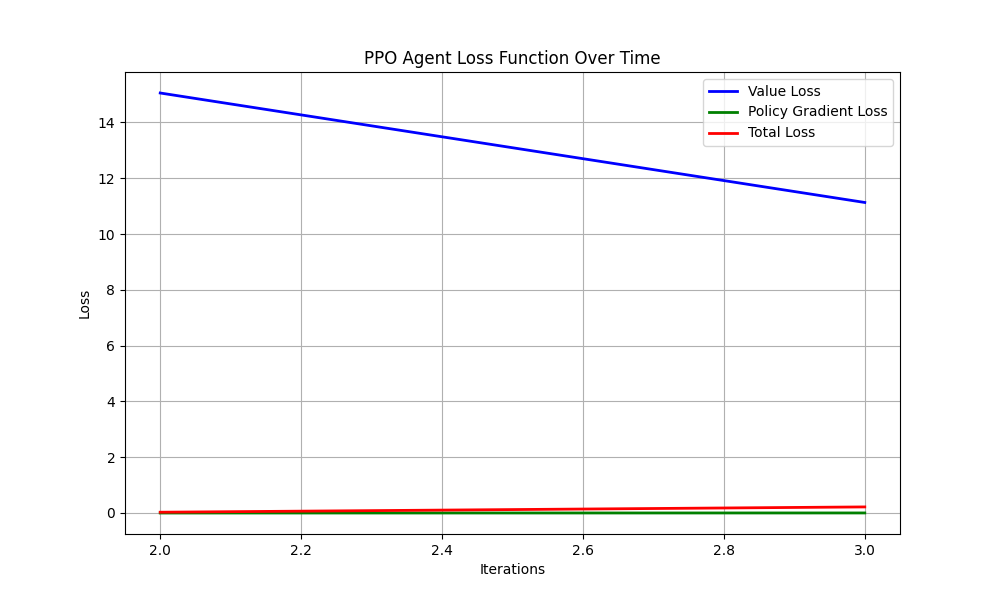 PPO Agent Loss Function Over Time
Value Loss
Policy Gradient Loss
Total Loss
Loss
14
12
10
8
6
4
2
0
2.0
2.2
2.4
2.6
2.8
3.0
Iterations